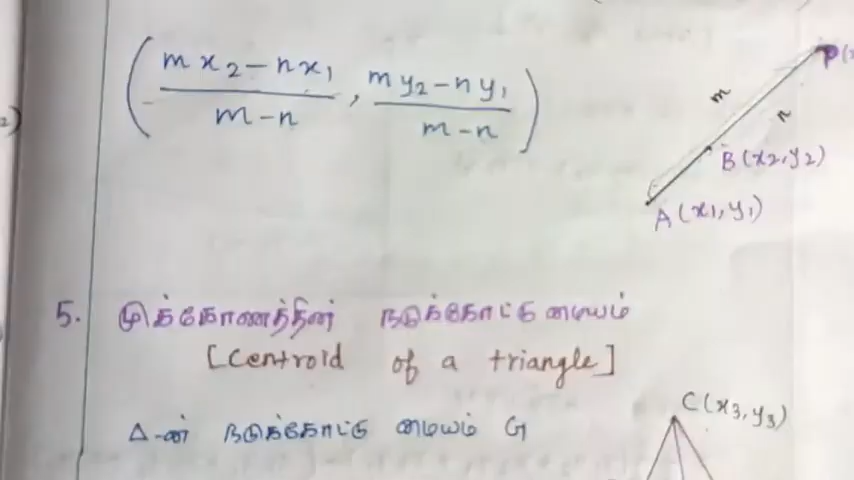 ( mx₂-nx₁ / m-n , my₂-ny₁ / m-n )
P(
m
n
B(x₂,y₂)
A(x₁,y₁)
5. முக்கோணத்தின் நடுக்கோட்டு மையம்
[Centroid of a triangle]
C(x₃,y₃)
Δ-ன் நடுக்கோட்டு மையம் G